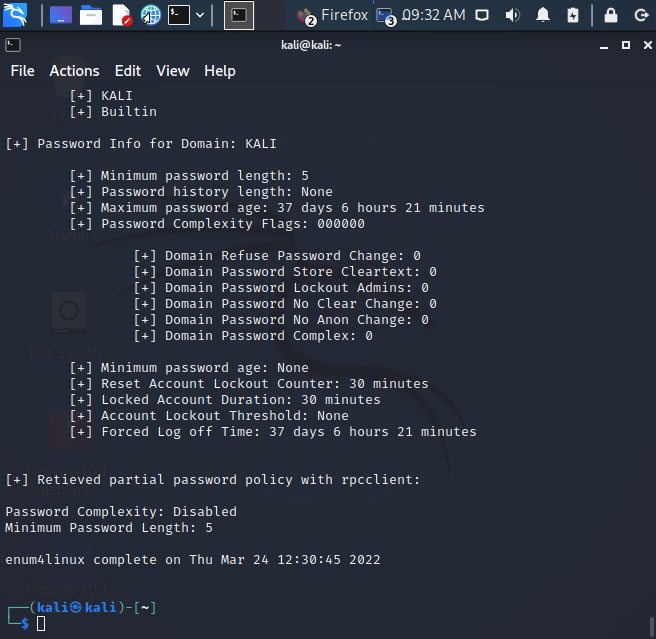 2 Firefox 3 09:32 AM
kali@kali: ~
File Actions Edit View Help
[+] KALI
[+] Builtin
[+] Password Info for Domain: KALI
[+] Minimum password length: 5
[+] Password history length: None
[+] Maximum password age: 37 days 6 hours 21 minutes
[+] Password Complexity Flags: 000000
[+] Domain Refuse Password Change: 0
[+] Domain Password Store Cleartext: 0
[+] Domain Password Lockout Admins: 0
[+] Domain Password No Clear Change: 0
[+] Domain Password No Anon Change: 0
[+] Domain Password Complex: 0
[+] Minimum password age: None
[+] Reset Account Lockout Counter: 30 minutes
[+] Locked Account Duration: 30 minutes
[+] Account Lockout Threshold: None
[+] Forced Log off Time: 37 days 6 hours 21 minutes
[+] Retieved partial password policy with rpcclient:
Password Complexity: Disabled
Minimum Password Length: 5
enum4linux complete on Thu Mar 24 12:30:45 2022
┌──(kali㉿kali)-[~]
└─$
Home
File System
Nessus-10.1.